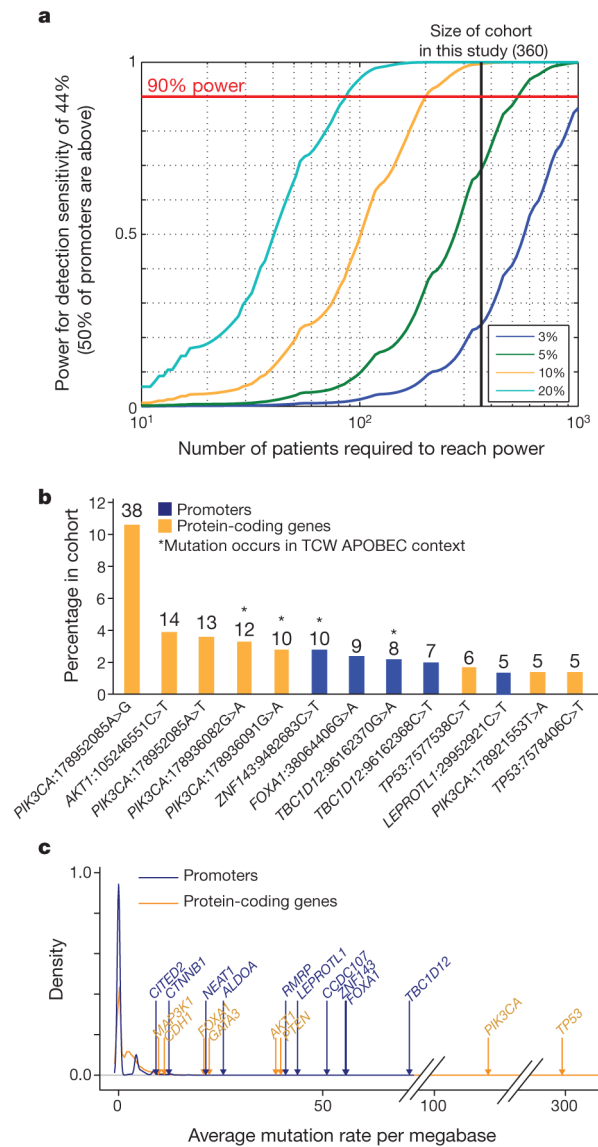 a
Size of cohort
in this study (360)
90% power
Power for detection sensitivity of 44%
(50% of promoters are above)
1
0.5
0
3%
5%
10%
20%
10¹
10²
10³
Number of patients required to reach power
b
Promoters
Protein-coding genes
*Mutation occurs in TCW APOBEC context
Percentage in cohort
12
10
8
6
4
2
0
38
14
13
* 12
* 10
* 10
9
* 8
7
6
5
5
5
PIK3CA:178952085A>G
AKT1:105246551C>T
PIK3CA:178952085A>T
PIK3CA:178936082G>A
PIK3CA:178936091G>A
ZNF143:9482683C>T
FOXA1:38064406G>A
TBC1D12:96162370G>A
TBC1D12:96162368C>T
TP53:7577538C>T
LEPROTL1:29952921C>T
PIK3CA:178921553T>A
TP53:7578406C>T
c
Promoters
Protein-coding genes
Density
1.0
0.0
CITED2
CTNNB1
NEAT1
ALDOA
RMRP
LEPROTL1
CCDC107
ZNF143
FOXA1
TBC1D12
MAP3K1
CDH1
FOXA1
GATA3
AKT1
PTEN
PIK3CA
TP53
0
50
100
300
Average mutation rate per megabase